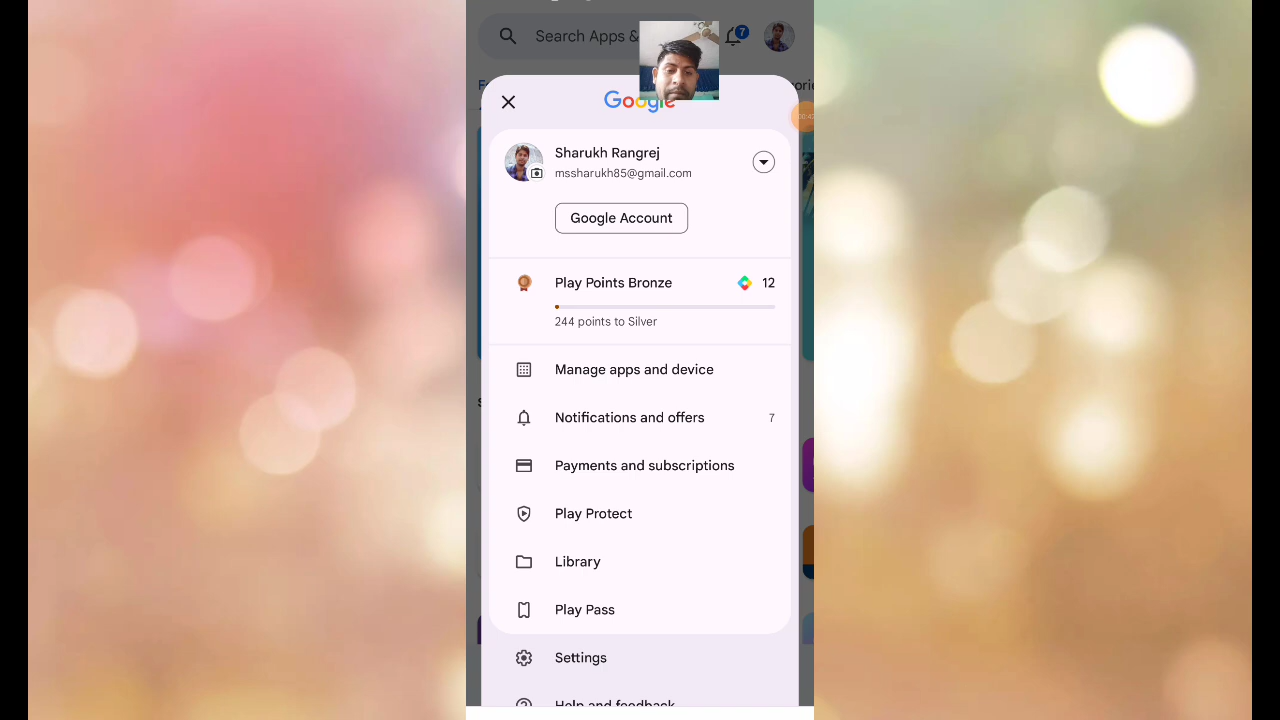 Search Apps &
7
Google
Sharukh Rangrej
mssharukh85@gmail.com
Google Account
Play Points Bronze 12
244 points to Silver
Manage apps and device
Notifications and offers 7
Payments and subscriptions
Play Protect
Library
Play Pass
Settings
Help and feedback